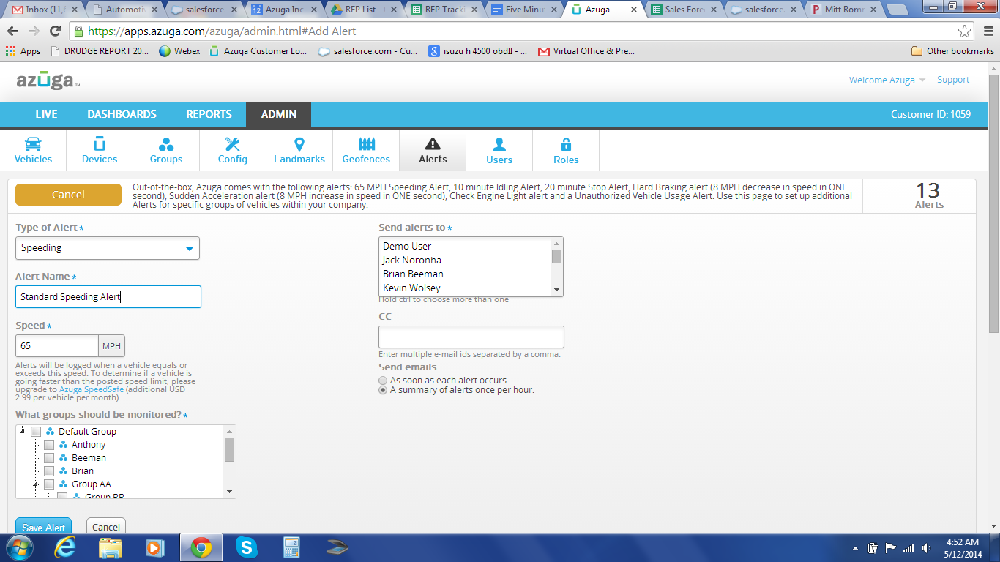 Inbox (11,6
Automotiv
salesforce.
Azuga Inc
RFP List -
RFP Tracki
Five Minut
Azuga
Sales Forec
salesforce.
Mitt Romn
https://apps.azuga.com/azuga/admin.html#Add Alert
Apps
DRUDGE REPORT 20...
Webex
Azuga Customer Lo...
salesforce.com - Cu...
isuzu h 4500 obdII - ...
Virtual Office & Pre...
Other bookmarks
azuga™
Welcome Azuga
Support
LIVE
DASHBOARDS
REPORTS
ADMIN
Customer ID: 1059
Vehicles
Devices
Groups
Config
Landmarks
Geofences
Alerts
Users
Roles
Cancel
Out-of-the-box, Azuga comes with the following alerts: 65 MPH Speeding Alert, 10 minute Idling Alert, 20 minute Stop Alert, Hard Braking alert (8 MPH decrease in speed in ONE
second), Sudden Acceleration alert (8 MPH increase in speed in ONE second), Check Engine Light alert and a Unauthorized Vehicle Usage Alert. Use this page to set up additional
Alerts for specific groups of vehicles within your company.
13
Alerts
Type of Alert *
Speeding
Alert Name *
Standard Speeding Alert
Speed *
65
MPH
Alerts will be logged when a vehicle equals or
exceeds this speed. To determine if a vehicle is
going faster than the posted speed limit, please
upgrade to Azuga SpeedSafe (additional USD
2.99 per vehicle per month).
What groups should be monitored? *
Default Group
Anthony
Beeman
Brian
Group AA
Group BB
Save Alert
Cancel
Send alerts to *
Demo User
Jack Noronha
Brian Beeman
Kevin Wolsey
Hold ctrl to choose more than one
CC
Enter multiple e-mail ids separated by a comma.
Send emails
As soon as each alert occurs.
A summary of alerts once per hour.
4:52 AM
5/12/2014